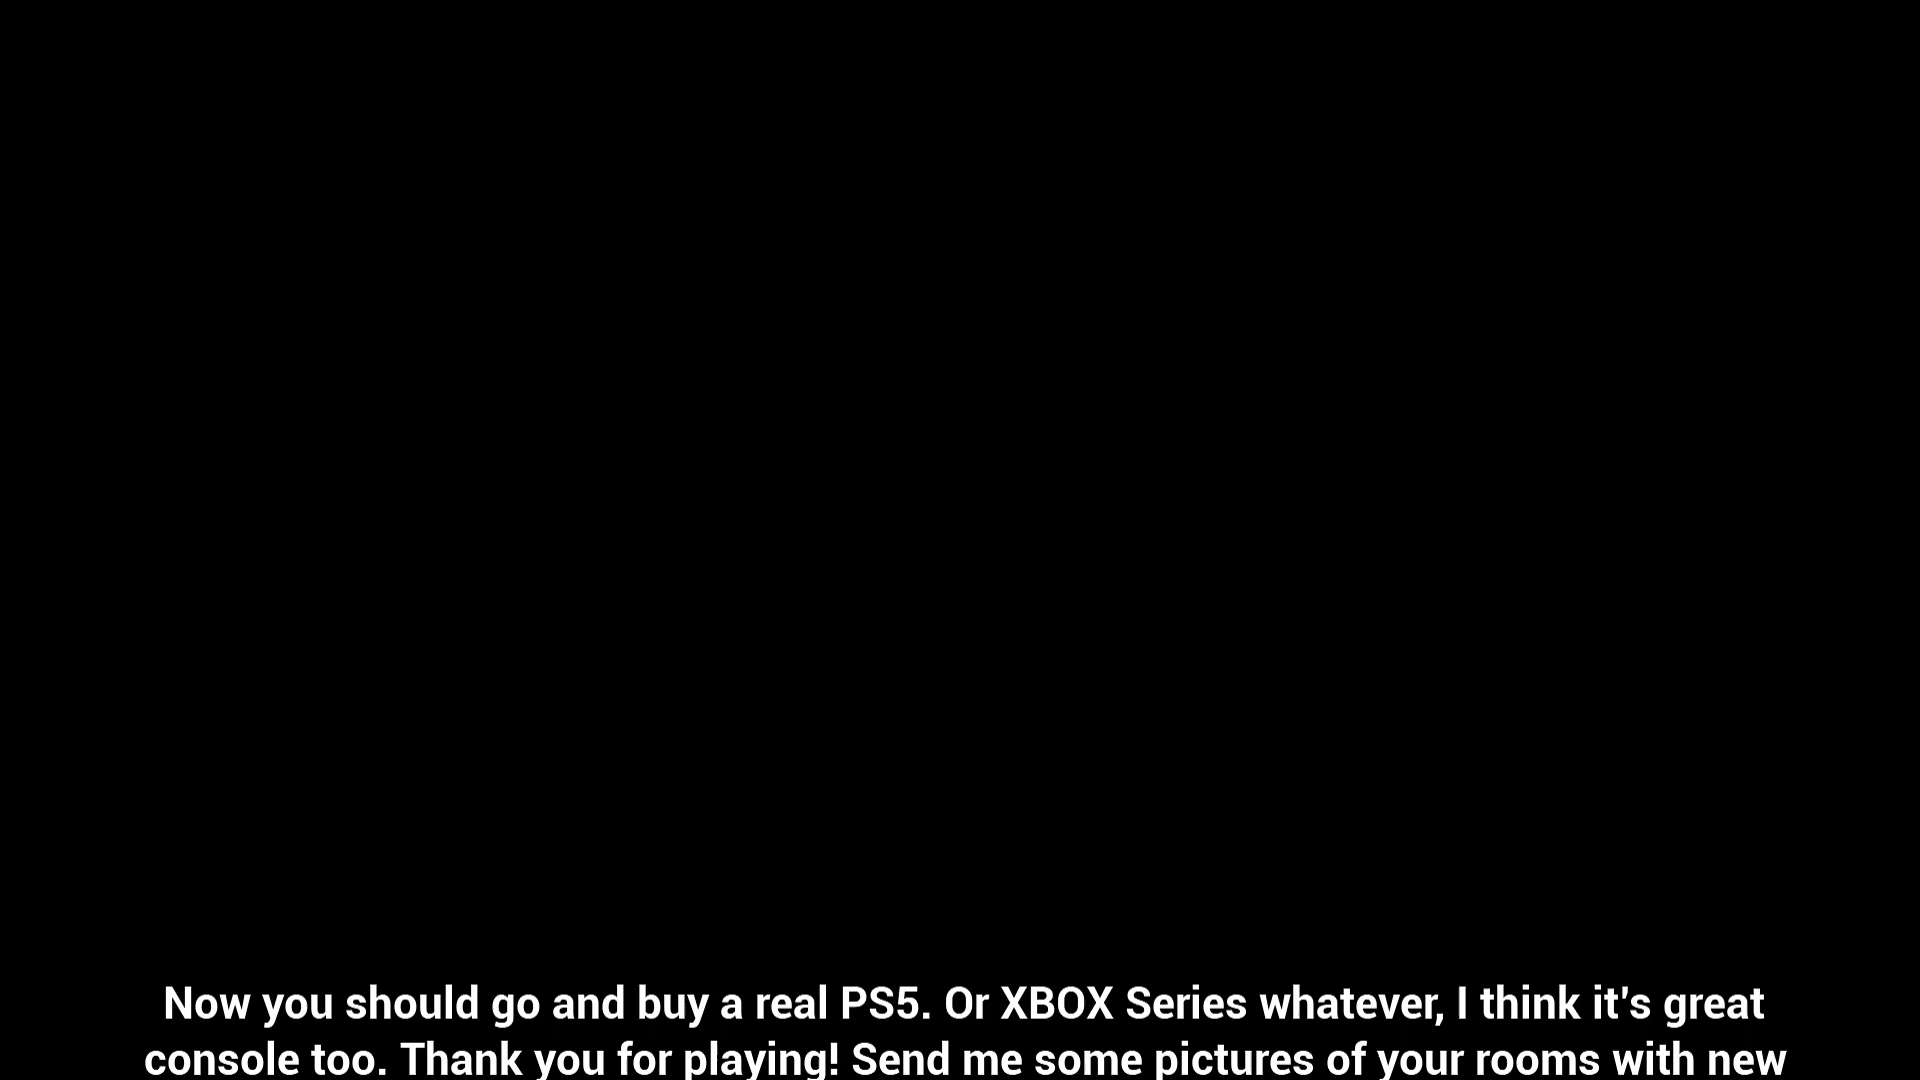 Now you should go and buy a real PS5. Or XBOX Series whatever, I think it's great
console too. Thank you for playing! Send me some pictures of your rooms with new